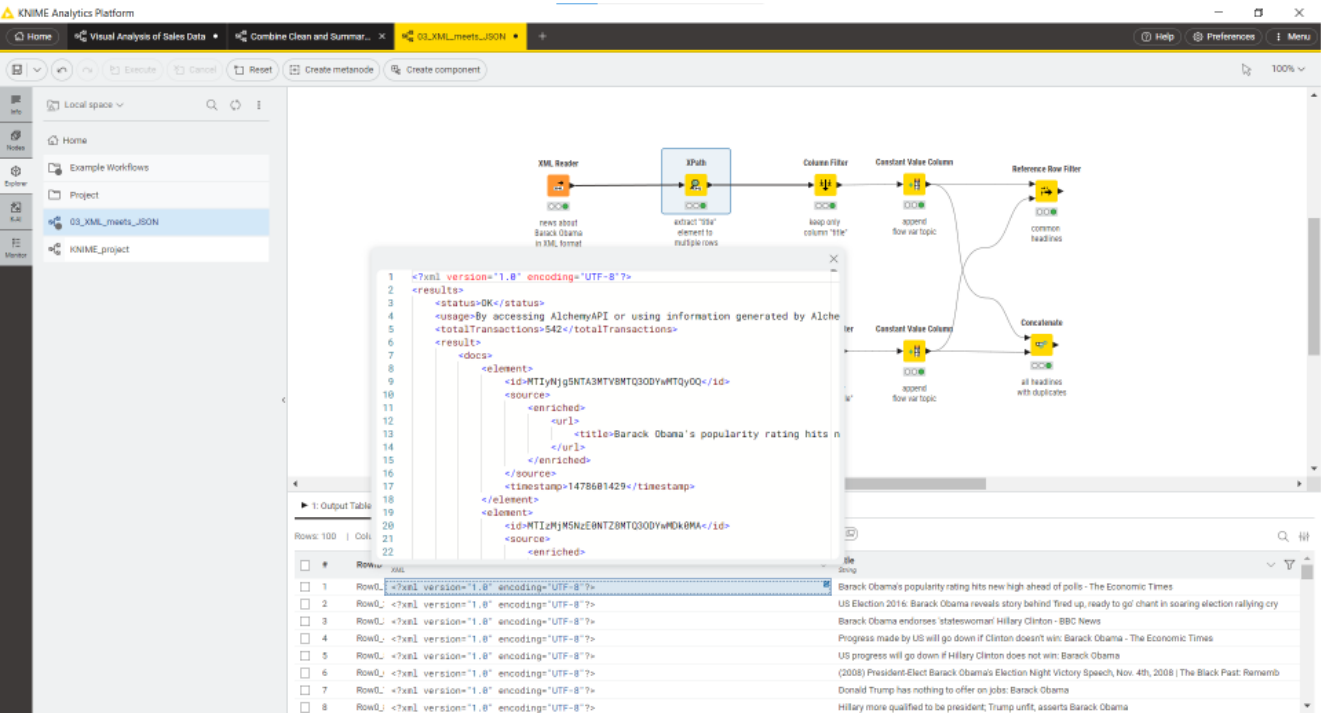 KNIME Analytics Platform
Home
Visual Analysis of Sales Data
Combine Clean and Summar...
03_XML_meets_JSON
Help
Preferences
Menu
Execute
Cancel
Reset
Create metanode
Create component
100%
Info
Nodes
Explorer
K-AI
Monitor
Local space
Home
Example Workflows
Project
03_XML_meets_JSON
KNIME_project
XML Reader
news about
Barack Obama
in XML format
XPath
extract "title"
element to
multiple rows
Column Filter
keep only
column "title"
Constant Value Column
append
flow var topic
Reference Row Filter
common
headlines
Constant Value Column
append
flow var topic
Concatenate
all headlines
with duplicates
1 <?xml version="1.0" encoding="UTF-8"?>
2 <results>
3 <status>OK</status>
4 <usage>By accessing AlchemyAPI or using information generated by Alche
5 <totalTransactions>542</totalTransactions>
6 <result>
7 <docs>
8 <element>
9 <id>MTIyNjg5NTA3MTV8MTQ3ODYwMTQyOQ</id>
10 <source>
11 <enriched>
12 <url>
13 <title>Barack Obama's popularity rating hits n
14 </url>
15 </enriched>
16 </source>
17 <timestamp>1478601429</timestamp>
18 </element>
19 <element>
20 <id>MTIzMjM5NzE0NTZ8MTQ3ODYwMDk0MA</id>
21 <source>
22 <enriched>
1: Output Table
Rows: 100 |
# XML String
1 Row0_ <?xml version="1.0" encoding="UTF-8"?> Barack Obama's popularity rating hits new high ahead of polls - The Economic Times
2 Row0_ <?xml version="1.0" encoding="UTF-8"?> US Election 2016: Barack Obama reveals story behind 'fired up, ready to go' chant in soaring election rallying cry
3 Row0_ <?xml version="1.0" encoding="UTF-8"?> Barack Obama endorses 'stateswoman' Hillary Clinton - BBC News
4 Row0_ <?xml version="1.0" encoding="UTF-8"?> Progress made by US will go down if Clinton doesn't win: Barack Obama - The Economic Times
5 Row0_ <?xml version="1.0" encoding="UTF-8"?> US progress will go down if Hillary Clinton does not win: Barack Obama
6 Row0_ <?xml version="1.0" encoding="UTF-8"?> (2008) President-Elect Barack Obama's Election Night Victory Speech, Nov. 4th, 2008 | The Black Past: Rememb
7 Row0_ <?xml version="1.0" encoding="UTF-8"?> Donald Trump has nothing to offer on jobs: Barack Obama
8 Row0_ <?xml version="1.0" encoding="UTF-8"?> Hillary more qualified to be president; Trump unfit, asserts Barack Obama